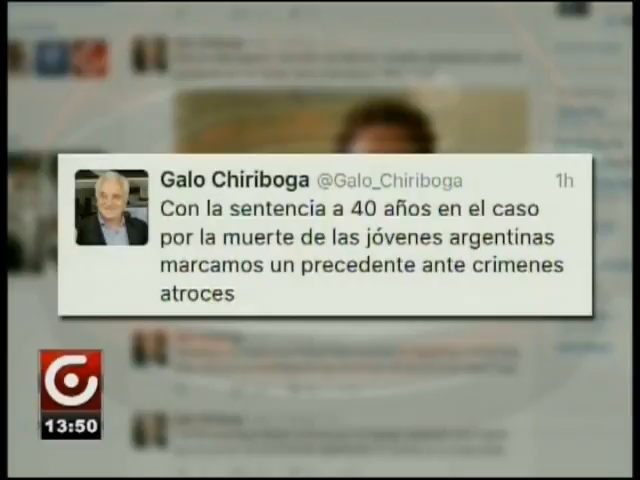 Galo Chiriboga @Galo_Chiriboga 1h
Con la sentencia a 40 años en el caso
por la muerte de las jóvenes argentinas
marcamos un precedente ante crimenes
atroces
13:50